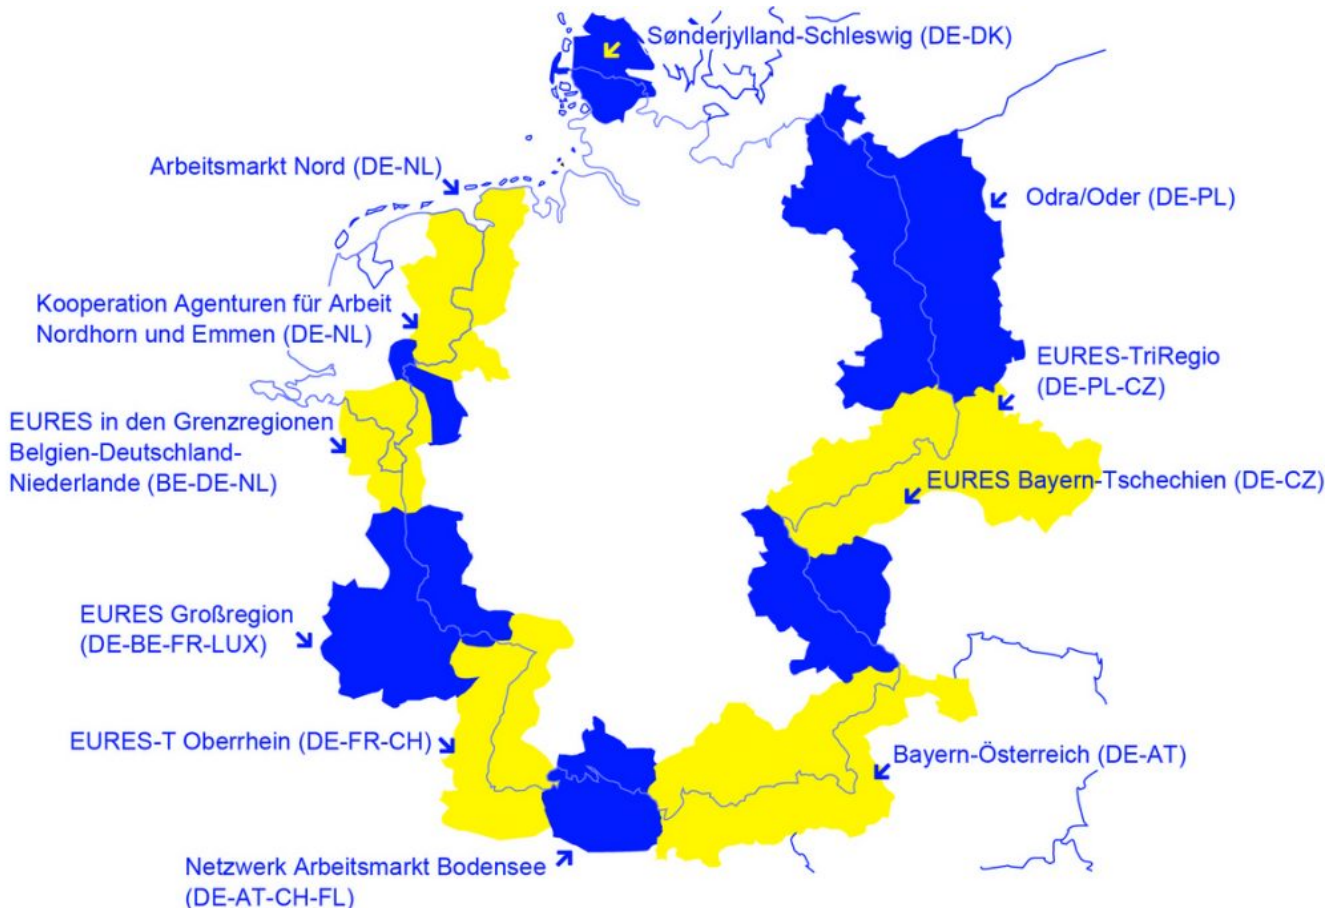 Sønderjylland-Schleswig (DE-DK)
Arbeitsmarkt Nord (DE-NL)
Odra/Oder (DE-PL)
Kooperation Agenturen für Arbeit
Nordhorn und Emmen (DE-NL)
EURES-TriRegio
(DE-PL-CZ)
EURES in den Grenzregionen
Belgien-Deutschland-
Niederlande (BE-DE-NL)
EURES Bayern-Tschechien (DE-CZ)
EURES Großregion
(DE-BE-FR-LUX)
EURES-T Oberrhein (DE-FR-CH)
Bayern-Österreich (DE-AT)
Netzwerk Arbeitsmarkt Bodensee
(DE-AT-CH-FL)